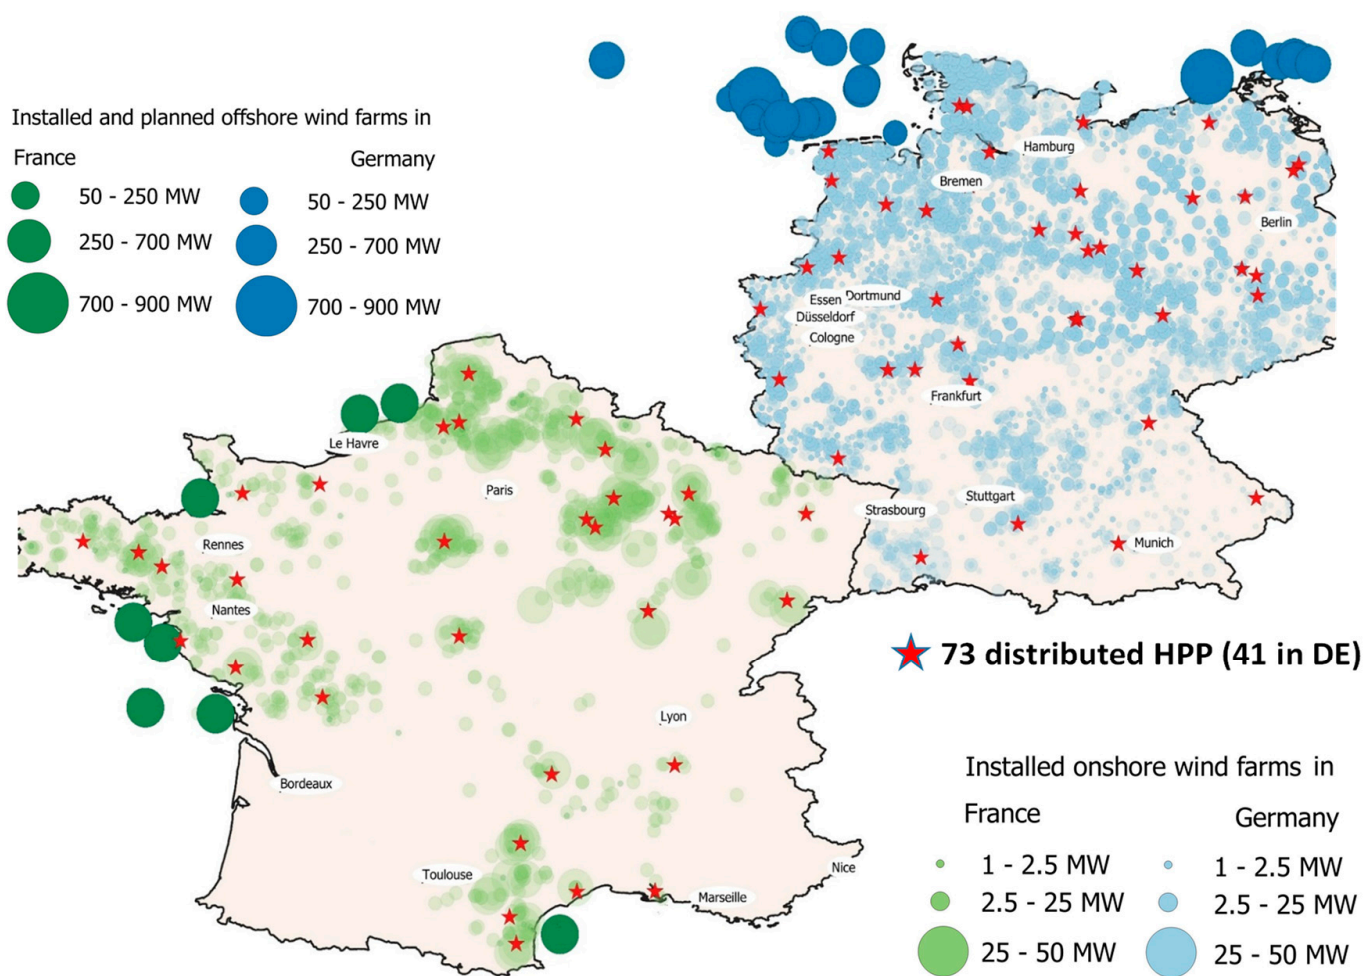 Installed and planned offshore wind farms in
France Germany
50 - 250 MW 50 - 250 MW
250 - 700 MW 250 - 700 MW
700 - 900 MW 700 - 900 MW
Hamburg
Bremen
Berlin
Essen Dortmund
Düsseldorf
Cologne
Frankfurt
Le Havre
Paris
Stuttgart
Strasbourg
Rennes
Munich
Nantes
73 distributed HPP (41 in DE)
Lyon
Bordeaux
Nice
Toulouse
Marseille
Installed onshore wind farms in
France Germany
1 - 2.5 MW 1 - 2.5 MW
2.5 - 25 MW 2.5 - 25 MW
25 - 50 MW 25 - 50 MW